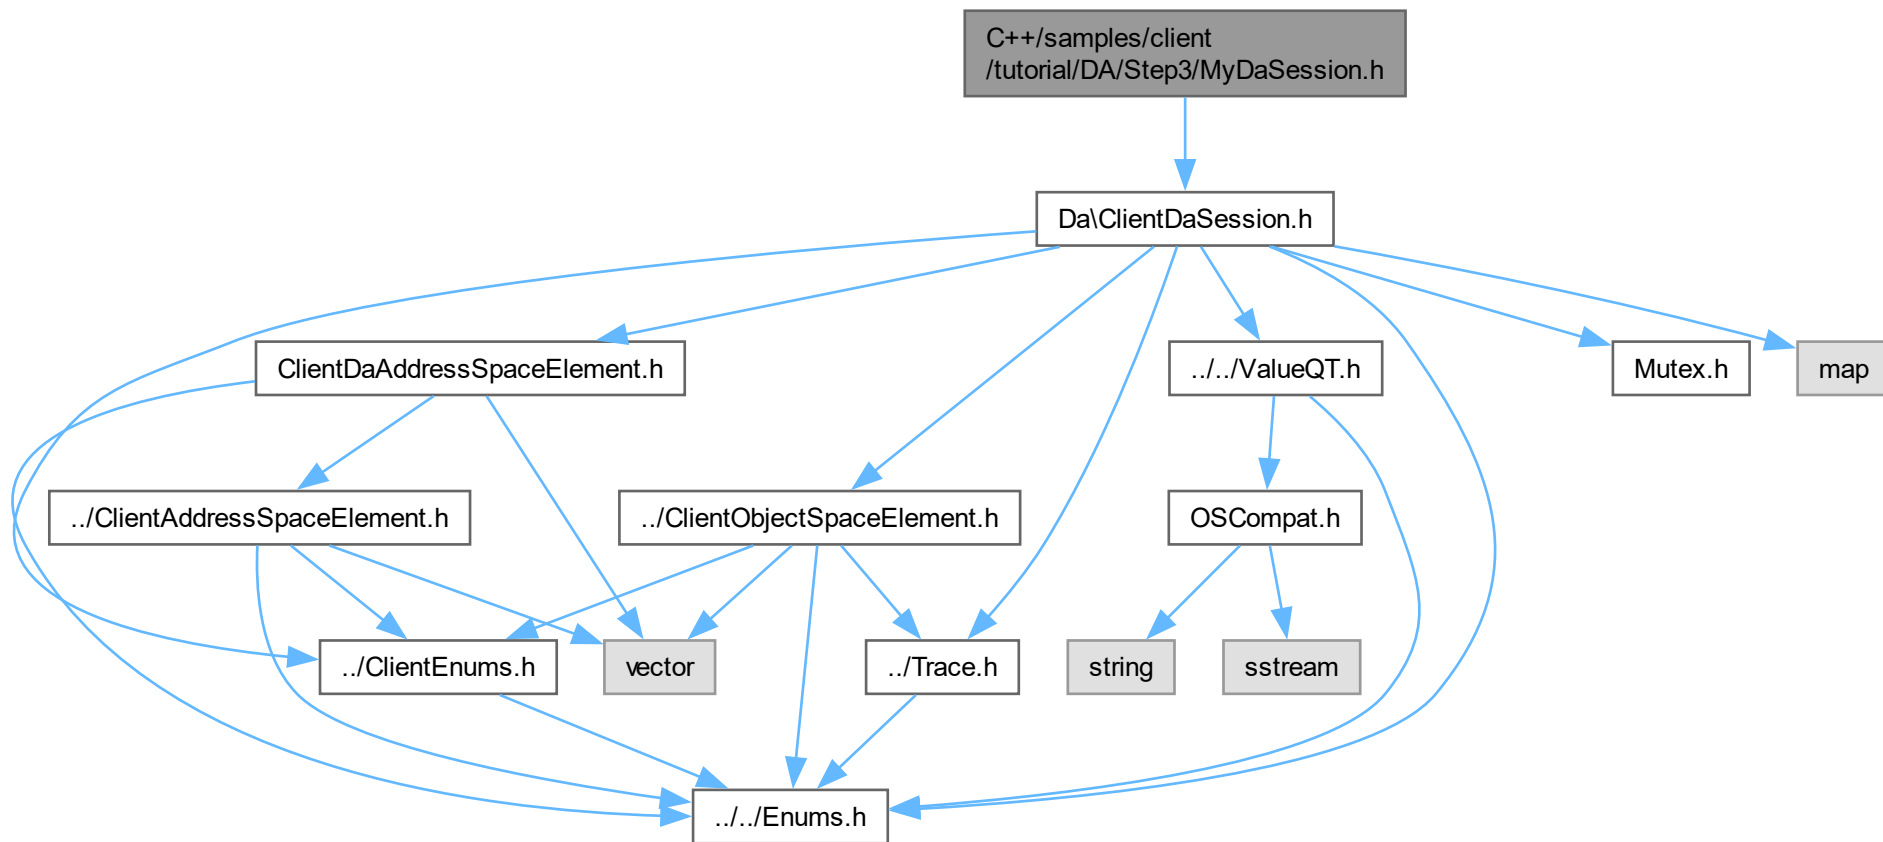 C++/samples/client
/tutorial/DA/Step3/MyDaSession.h
Da\ClientDaSession.h
ClientDaAddressSpaceElement.h
../../ValueQT.h
Mutex.h
map
../ClientAddressSpaceElement.h
../ClientObjectSpaceElement.h
OSCompat.h
../ClientEnums.h
vector
../Trace.h
string
sstream
../../Enums.h